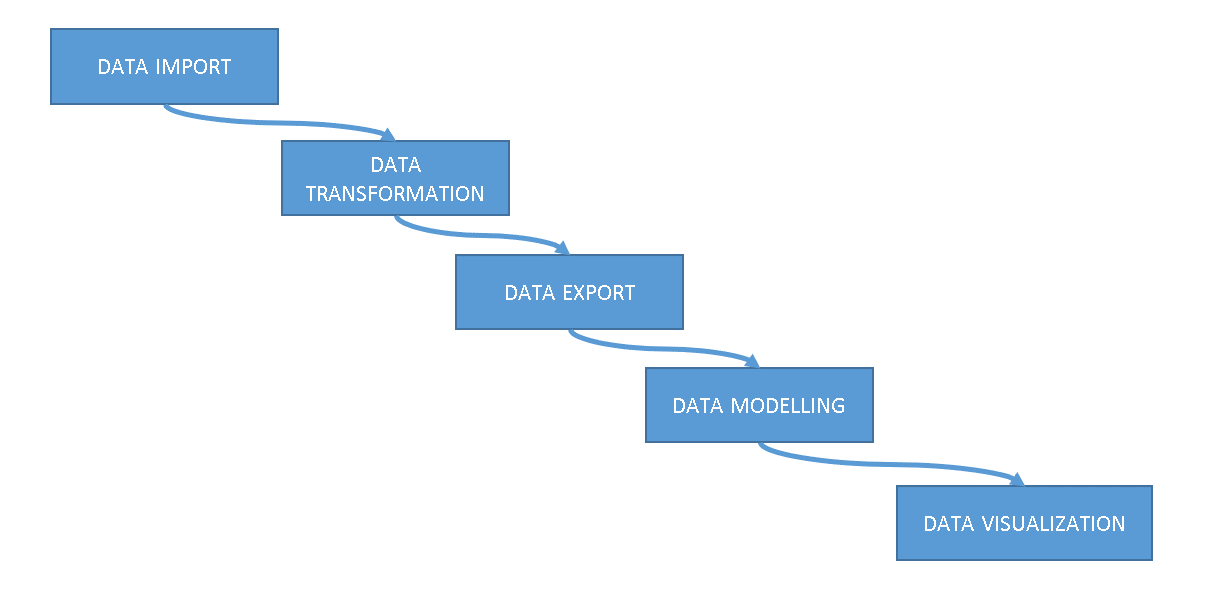 DATA IMPORT
DATA
TRANSFORMATION
DATA EXPORT
DATA MODELLING
DATA VISUALIZATION